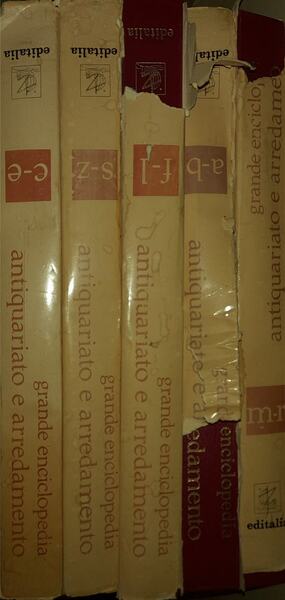 editalia
c-e
antiquariato e arredamento
grande enciclopedia
editalia
s-z
antiquariato e arredamento
grande enciclopedia
editalia
f-l
antiquariato e arredamento
grande enciclopedia
editalia
a-b
antiquariato e arredamento
enciclopedia
grande enciclo
antiquariato e arredame
editalia